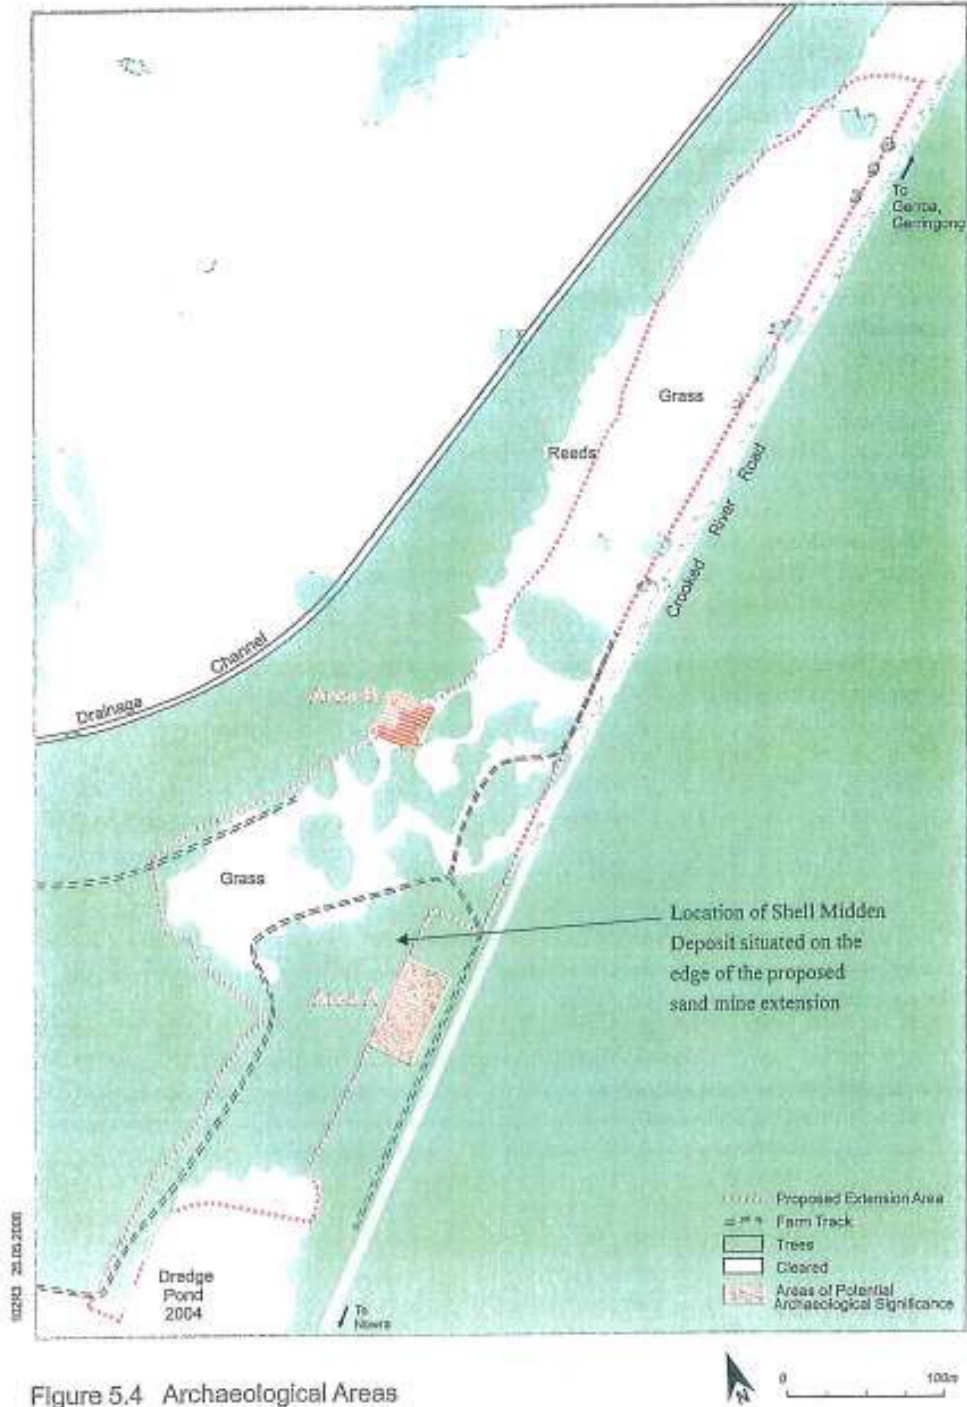 To
Gerroa,
Gerringong
Grass
Reeds
Crooked River Road
Drainage Channel
Area B
Grass
Location of Shell Midden
Deposit situated on the
edge of the proposed
sand mine extension
Area A
Proposed Extension Area
Farm Track
Trees
Cleared
Areas of Potential
Archaeological Significance
Dredge
Pond
2004
To
Nowra
N
0 100m
Figure 5.4 Archaeological Areas